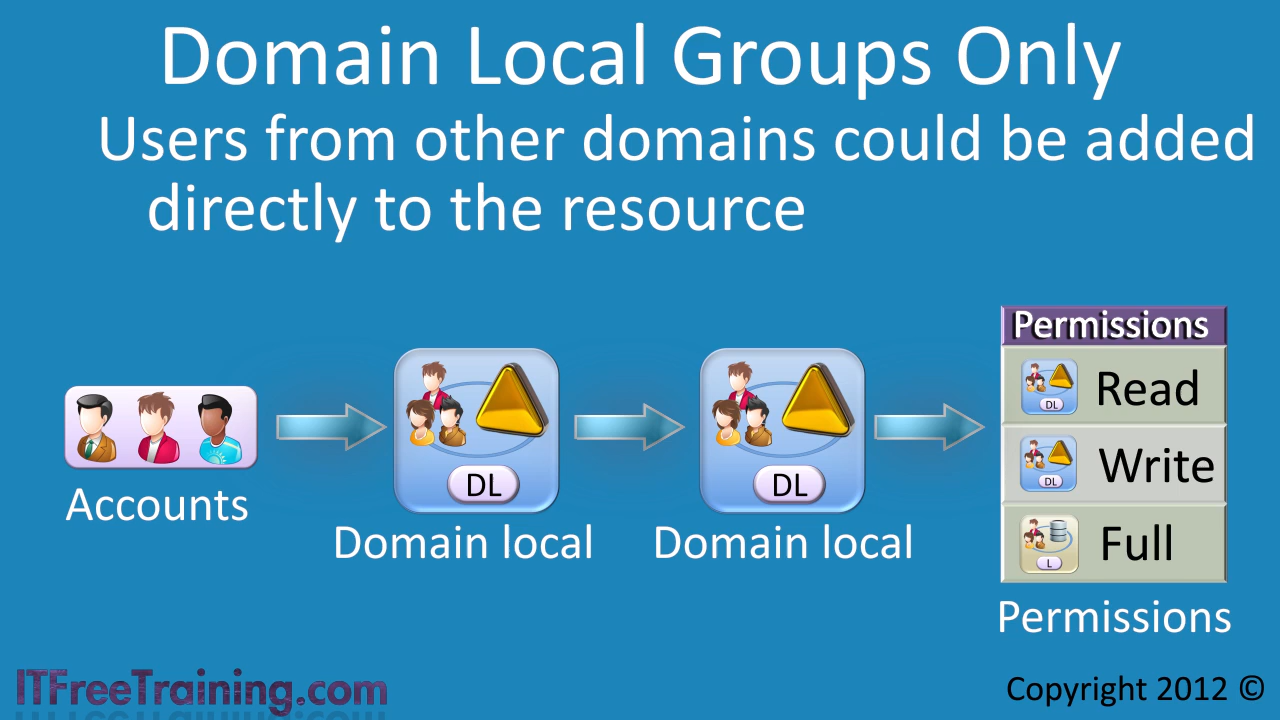 Domain Local Groups Only
Users from other domains could be added
directly to the resource
Permissions
Read
Write
Full
DL
DL
DL
DL
L
Accounts
Domain local
Domain local
Permissions
ITFreeTraining.com
Copyright 2012 ©